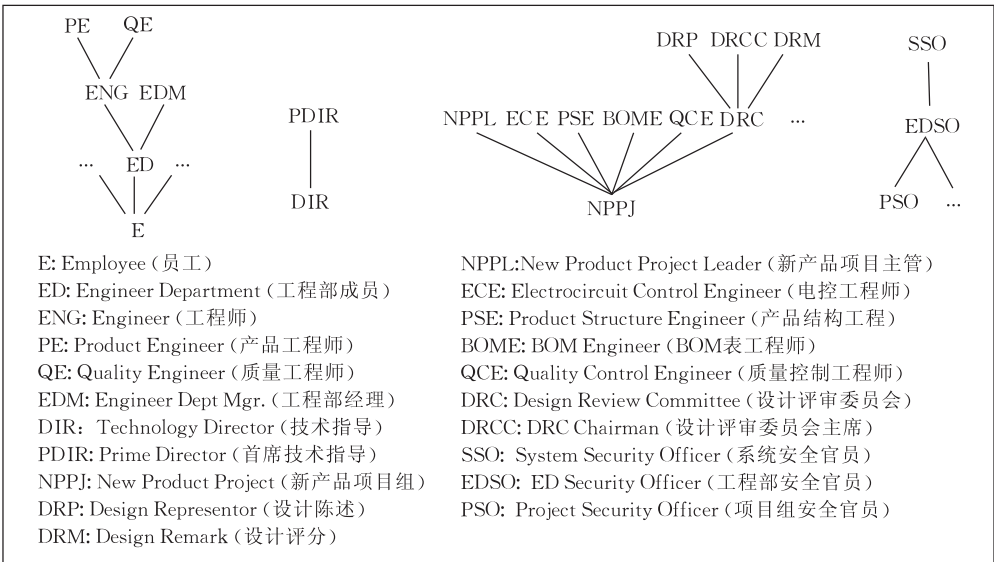 PE QE
ENG EDM
... ED ...
E
PDIR
DIR
DRP DRCC DRM
NPPL ECE PSE BOME QCE DRC ...
NPPJ
SSO
EDSO
PSO ...
E: Employee（员工）
ED: Engineer Department（工程部成员）
ENG: Engineer（工程师）
PE: Product Engineer（产品工程师）
QE: Quality Engineer（质量工程师）
EDM: Engineer Dept Mgr.（工程部经理）
DIR： Technology Director（技术指导）
PDIR: Prime Director（首席技术指导）
NPPJ: New Product Project（新产品项目组）
DRP: Design Representor（设计陈述）
DRM: Design Remark（设计评分）
NPPL:New Product Project Leader（新产品项目主管）
ECE: Electrocircuit Control Engineer（电控工程师）
PSE: Product Structure Engineer（产品结构工程）
BOME: BOM Engineer（BOM表工程师）
QCE: Quality Control Engineer（质量控制工程师）
DRC: Design Review Committee（设计评审委员会）
DRCC: DRC Chairman（设计评审委员会主席）
SSO: System Security Officer（系统安全官员）
EDSO: ED Security Officer（工程部安全官员）
PSO: Project Security Officer（项目组安全官员）